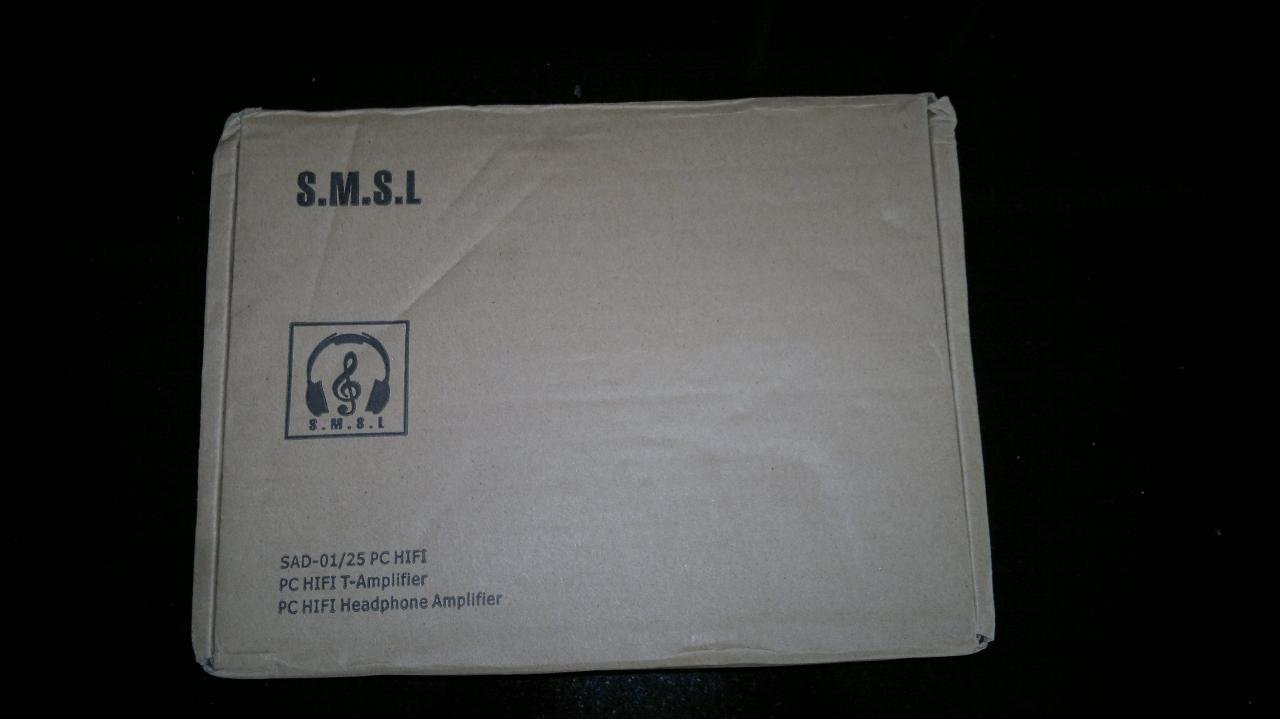 S.M.S.L
S.M.S.L
SAD-01/25 PC HIFI
PC HIFI T-Amplifier
PC HIFI Headphone Amplifier